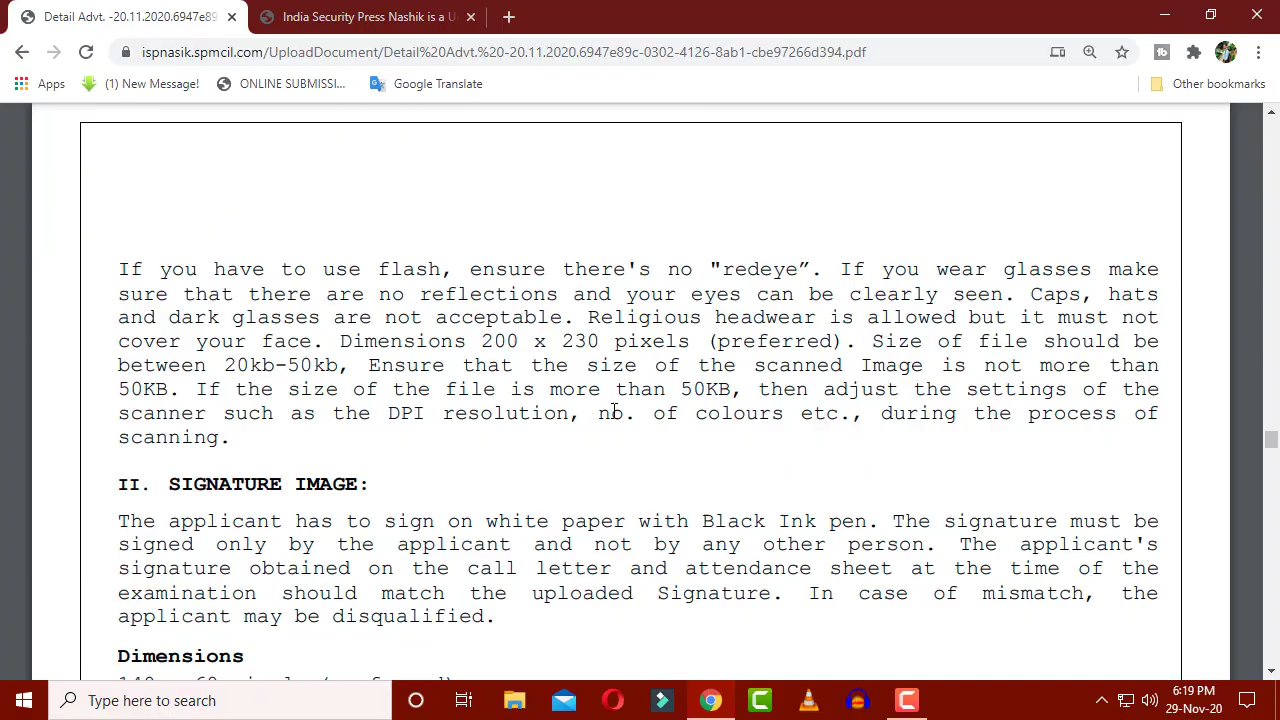 Detail Advt. -20.11.2020.6947e89
India Security Press Nashik is a U
ispnasik.spmcil.com/UploadDocument/Detail%20Advt.%20-20.11.2020.6947e89c-0302-4126-8ab1-cbe97266d394.pdf
Apps
(1) New Message!
ONLINE SUBMISSI...
Google Translate
Other bookmarks
If you have to use flash, ensure there's no "redeye”. If you wear glasses make
sure that there are no reflections and your eyes can be clearly seen. Caps, hats
and dark glasses are not acceptable. Religious headwear is allowed but it must not
cover your face. Dimensions 200 x 230 pixels (preferred). Size of file should be
between 20kb-50kb, Ensure that the size of the scanned Image is not more than
50KB. If the size of the file is more than 50KB, then adjust the settings of the
scanner such as the DPI resolution, no. of colours etc., during the process of
scanning.
II. SIGNATURE IMAGE:
The applicant has to sign on white paper with Black Ink pen. The signature must be
signed only by the applicant and not by any other person. The applicant's
signature obtained on the call letter and attendance sheet at the time of the
examination should match the uploaded Signature. In case of mismatch, the
applicant may be disqualified.
Dimensions
Type here to search
6:19 PM
29-Nov-20